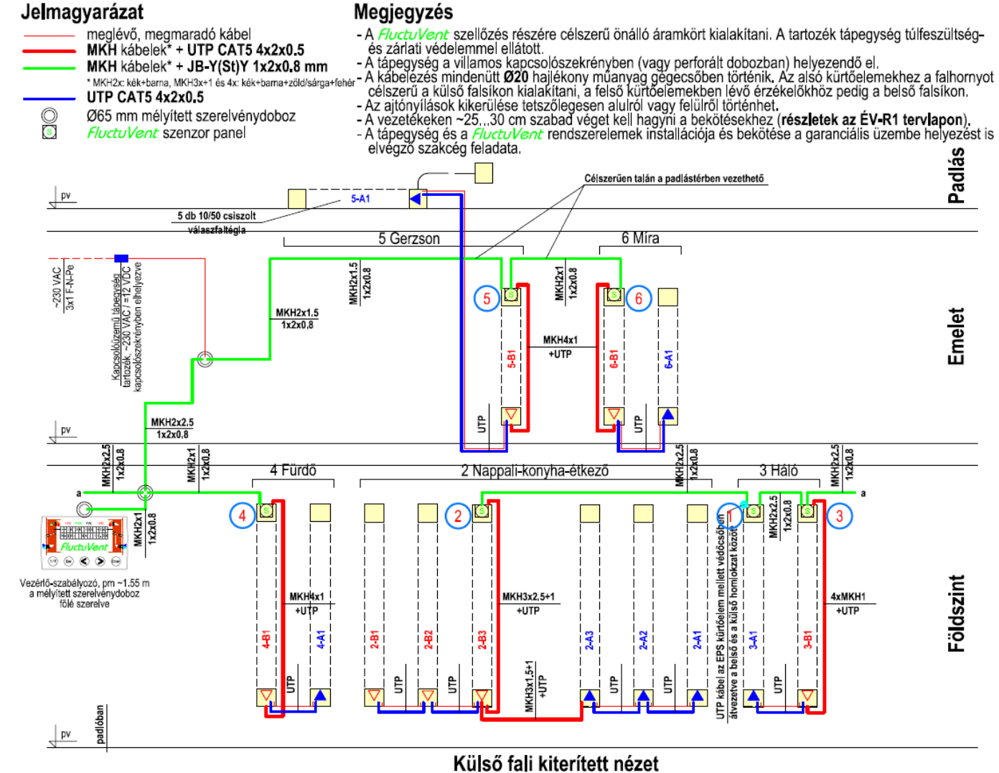 Jelmagyarázat
meglévő, megmaradó kábel
MKH kábelek* + UTP CAT5 4x2x0.5
MKH kábelek* + JB-Y(St)Y 1x2x0.8 mm
* MKH2x: kék+barna, MKH3x+1 és 4x: kék+barna+zöld/sárga+fehér
UTP CAT5 4x2x0.5
Ø65 mm mélyített szerelvénydoboz
S FluctuVent szenzor panel
Megjegyzés
- A FluctuVent szellőzés részére célszerű önálló áramkört kialakítani. A tartozék tápegység túlfeszültség-
és zárlati védelemmel ellátott.
- A tápegység a villamos kapcsolószekrényben (vagy perforált dobozban) helyezendő el.
- A kábelezés mindenütt Ø20 hajlékony műanyag gégecsőben történik. Az alsó kürtőelemekhez a falhornyot
célszerű a külső falsíkon kialakítani, a felső kürtőelemekben lévő érzékelőkhöz pedig a belső falsíkon.
- Az ajtónyílások kikerülése tetszőlegesen alulról vagy felülről történhet.
- A vezetékeken ~25...30 cm szabad véget kell hagyni a bekötésekhez (részletek az ÉV-R1 tervlapon).
- A tápegység és a FluctuVent rendszerelemek installációja és bekötése a garanciális üzembe helyezést is
elvégző szakcég feladata.
Padlás
Célszerűen talán a padlástérben vezethető
pv
5-A1
5 db 10/50 csiszolt
válaszfaltégla
5 Gerzson
6 Míra
~230 VAC
3x1 F-N-Pe
Kapcsolóüzemű tápegység
tartozék, ~230 VAC / =12 VDC
kapcsolószekrényben elhelyezve
MKH2x1.5
1x2x0.8
MKH2x1
1x2x0.8
5
S
S
6
MKH2x1.5
1x2x0.8
MKH4x1
+UTP
5-B1
6-B1
6-A1
Emelet
UTP
UTP
MKH2x2.5
1x2x0.8
pv
MKH2x2.5
1x2x0.8
MKH2x1
1x2x0.8
MKH2x2.5
1x2x0.8
MKH2x2.5
1x2x0.8
4 Fürdő
2 Nappali-konyha-étkező
3 Háló
a
a
MKH2x1
1x2x0.8
4
S
2
S
1
S
MKH2x2.5
1x2x0.8
S
3
FluctuVent
Vezérlő-szabályozó, pm ~1.55 m
a mélyített szerelvénydoboz
fölé szerelve
UTP kábel az EPS kürtőelem mellett védőcsőben
átvezetve a belső és a külső homlokzat között
MKH4x1
+UTP
MKH3x2,5+1
+UTP
4xMKH1
+UTP
4-B1
4-A1
2-B1
2-B2
2-B3
2-A3
2-A2
2-A1
3-A1
3-B1
Földszint
UTP
UTP
UTP
MKH3x1.5+1
+UTP
UTP
UTP
UTP
padlóban
pv
Külső fali kiterített nézet